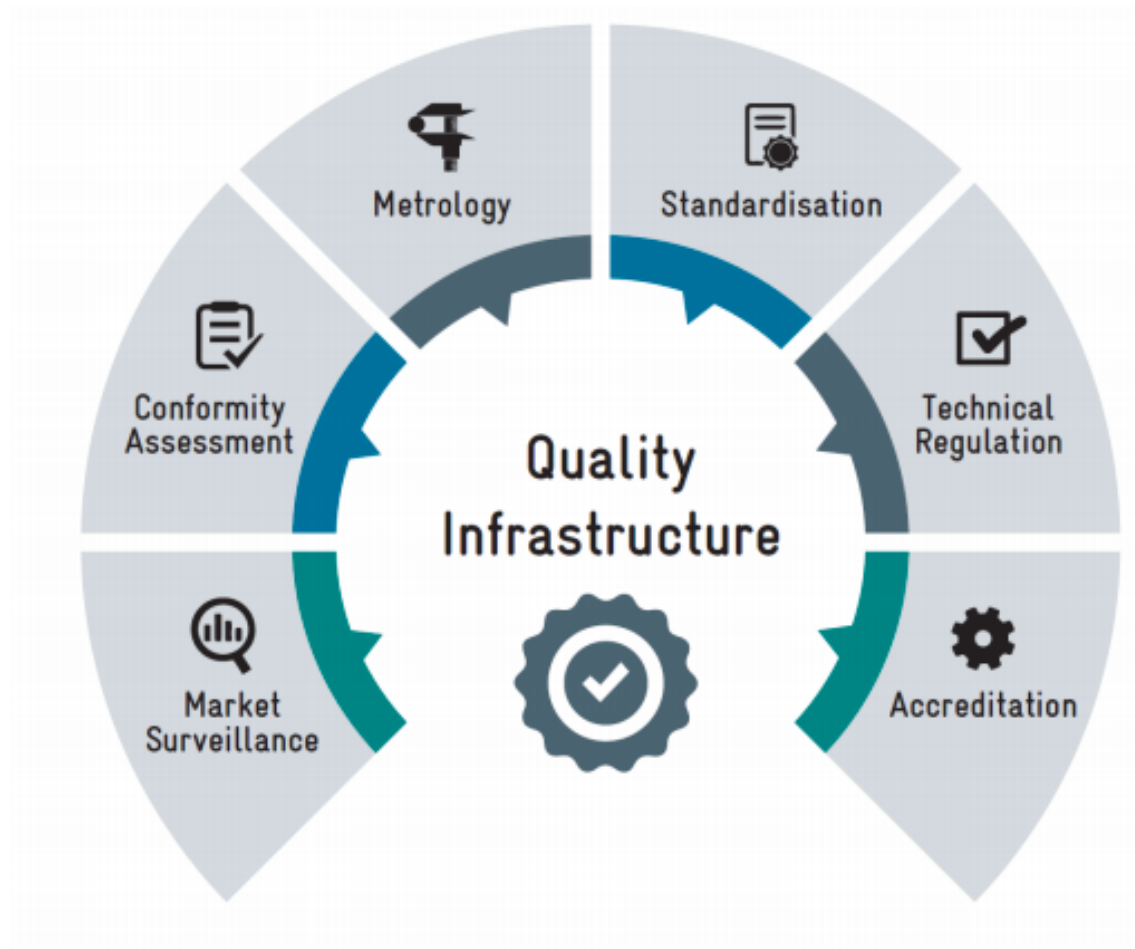 Metrology
Standardisation
Conformity
Assessment
Technical
Regulation
Quality
Infrastructure
Market
Surveillance
Accreditation